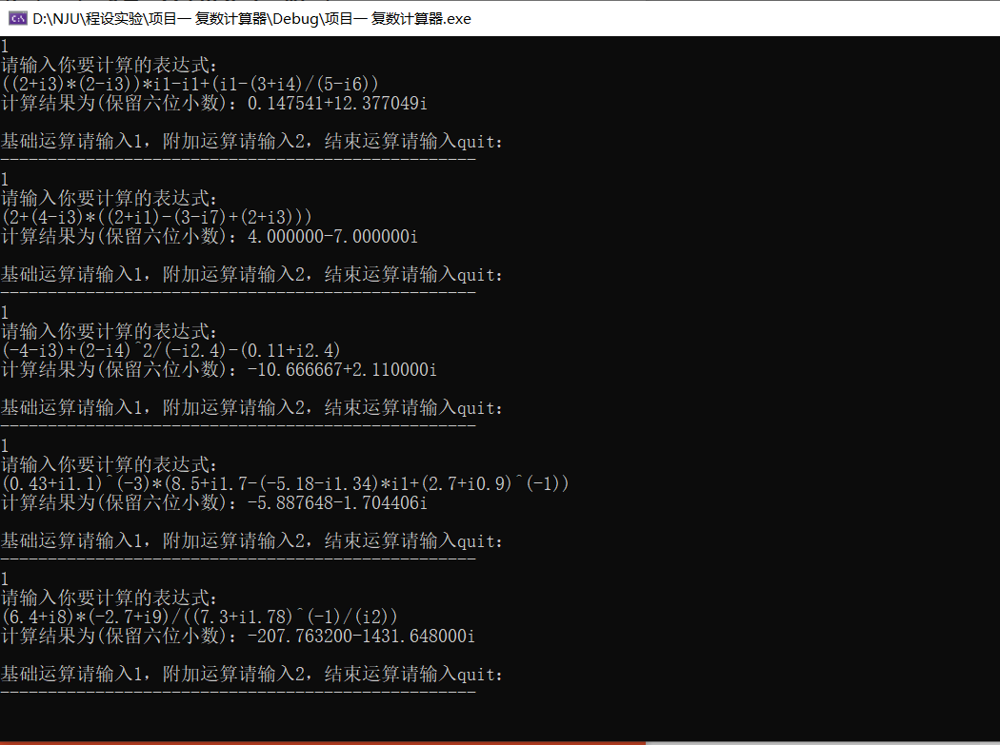 D:\NJU\程设实验\项目一 复数计算器\Debug\项目一 复数计算器.exe
1
请输入你要计算的表达式：
((2+i3)*(2-i3))*i1-i1+(i1-(3+i4)/(5-i6))
计算结果为(保留六位小数)：0.147541+12.377049i
基础运算请输入1，附加运算请输入2，结束运算请输入quit：
--------------------------------------------------
1
请输入你要计算的表达式：
(2+(4-i3)*((2+i1)-(3-i7)+(2+i3)))
计算结果为(保留六位小数)：4.000000-7.000000i
基础运算请输入1，附加运算请输入2，结束运算请输入quit：
--------------------------------------------------
1
请输入你要计算的表达式：
(-4-i3)+(2-i4)^2/(-i2.4)-(0.11+i2.4)
计算结果为(保留六位小数)：-10.666667+2.110000i
基础运算请输入1，附加运算请输入2，结束运算请输入quit：
--------------------------------------------------
1
请输入你要计算的表达式：
(0.43+i1.1)^(-3)*(8.5+i1.7-(-5.18-i1.34)*i1+(2.7+i0.9)^(-1))
计算结果为(保留六位小数)：-5.887648-1.704406i
基础运算请输入1，附加运算请输入2，结束运算请输入quit：
--------------------------------------------------
1
请输入你要计算的表达式：
(6.4+i8)*(-2.7+i9)/((7.3+i1.78)^(-1)/(i2))
计算结果为(保留六位小数)：-207.763200-1431.648000i
基础运算请输入1，附加运算请输入2，结束运算请输入quit：
--------------------------------------------------